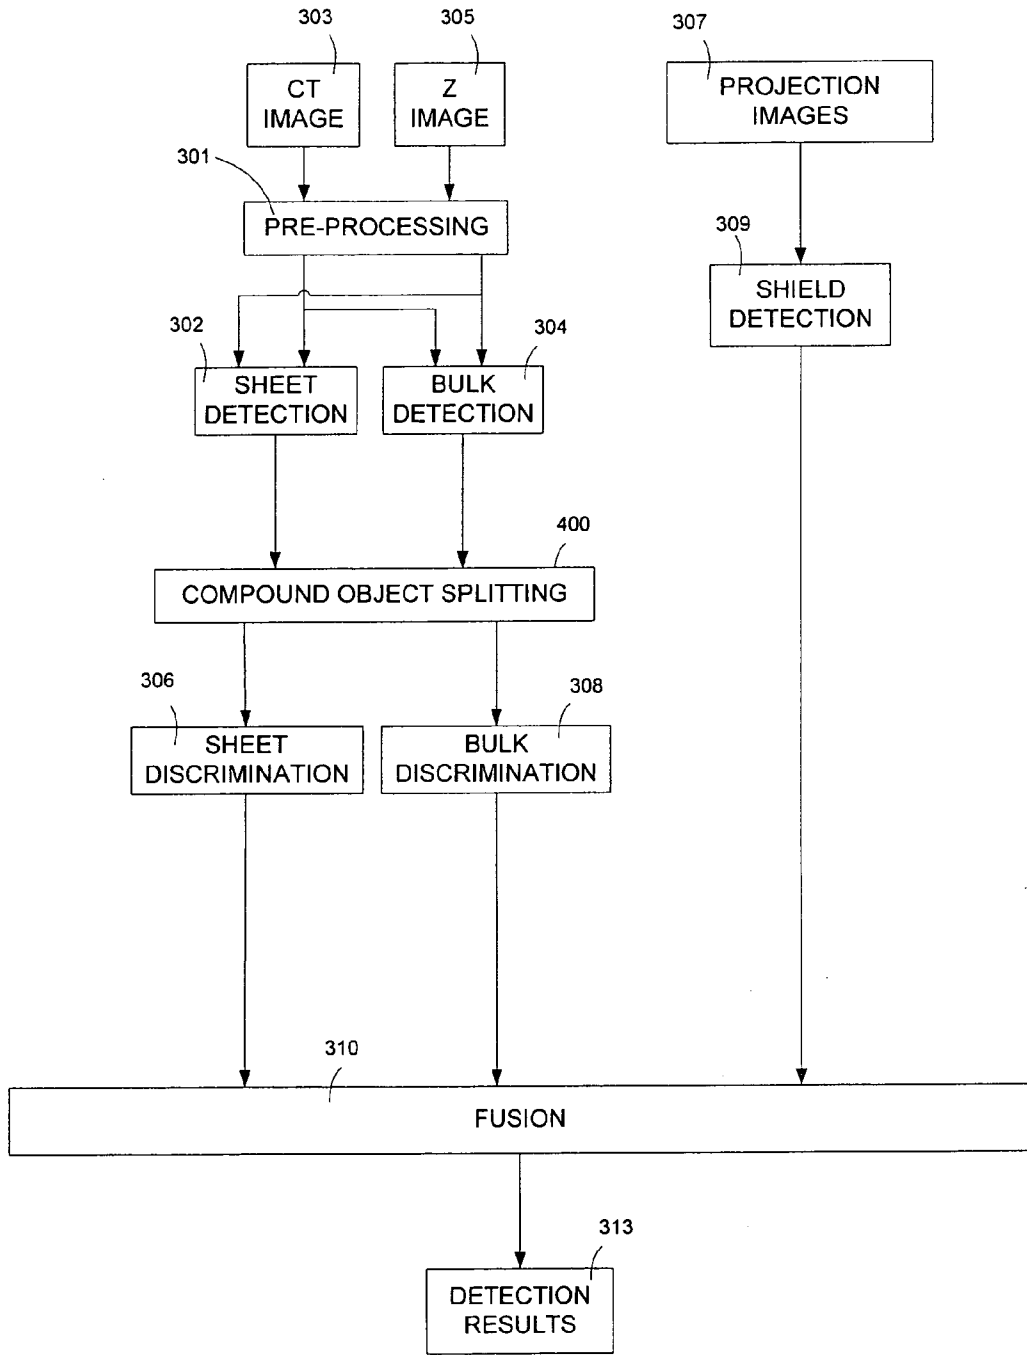 303
305
307
CT
IMAGE
Z
IMAGE
PROJECTION
IMAGES
301
PRE-PROCESSING
309
SHIELD
DETECTION
302
304
SHEET
DETECTION
BULK
DETECTION
400
COMPOUND OBJECT SPLITTING
306
308
SHEET
DISCRIMINATION
BULK
DISCRIMINATION
310
FUSION
313
DETECTION
RESULTS